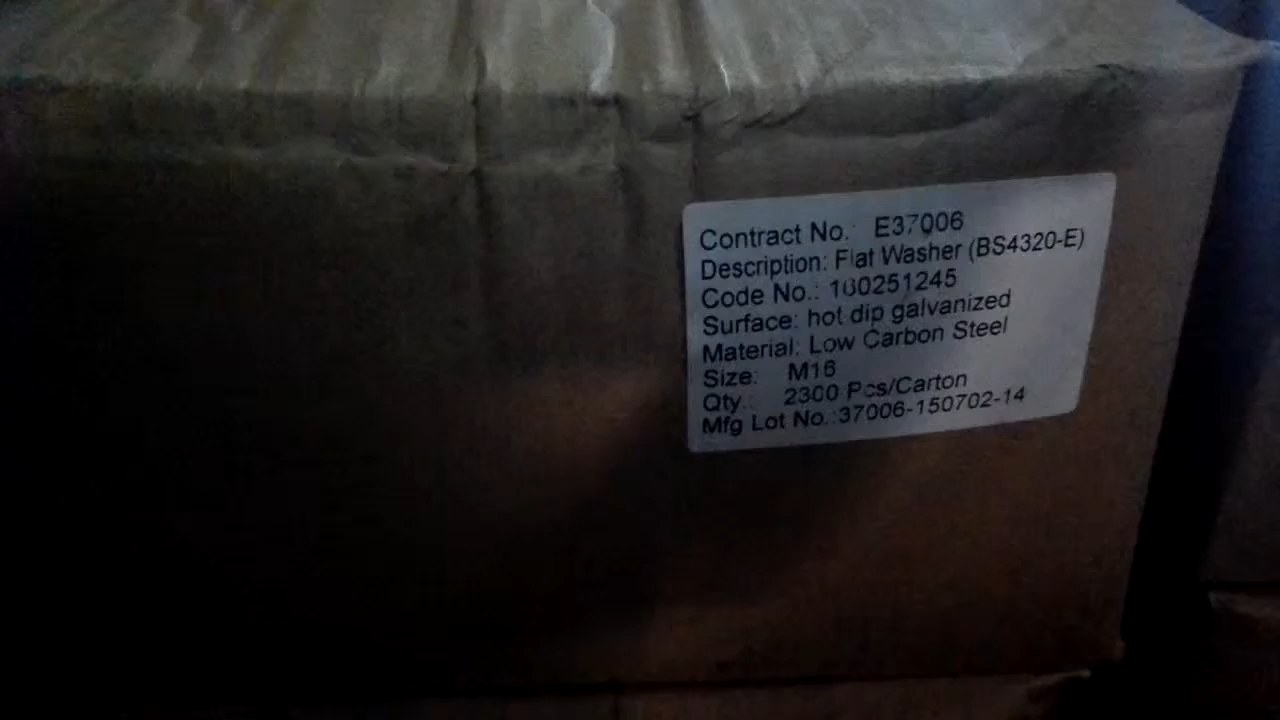 Contract No.: E37006
Description: Flat Washer (BS4320-E)
Code No.: 160251245
Surface: hot dip galvanized
Material: Low Carbon Steel
Size: M16
Qty.: 2300 Pcs/Carton
Mfg Lot No.:37006-150702-14